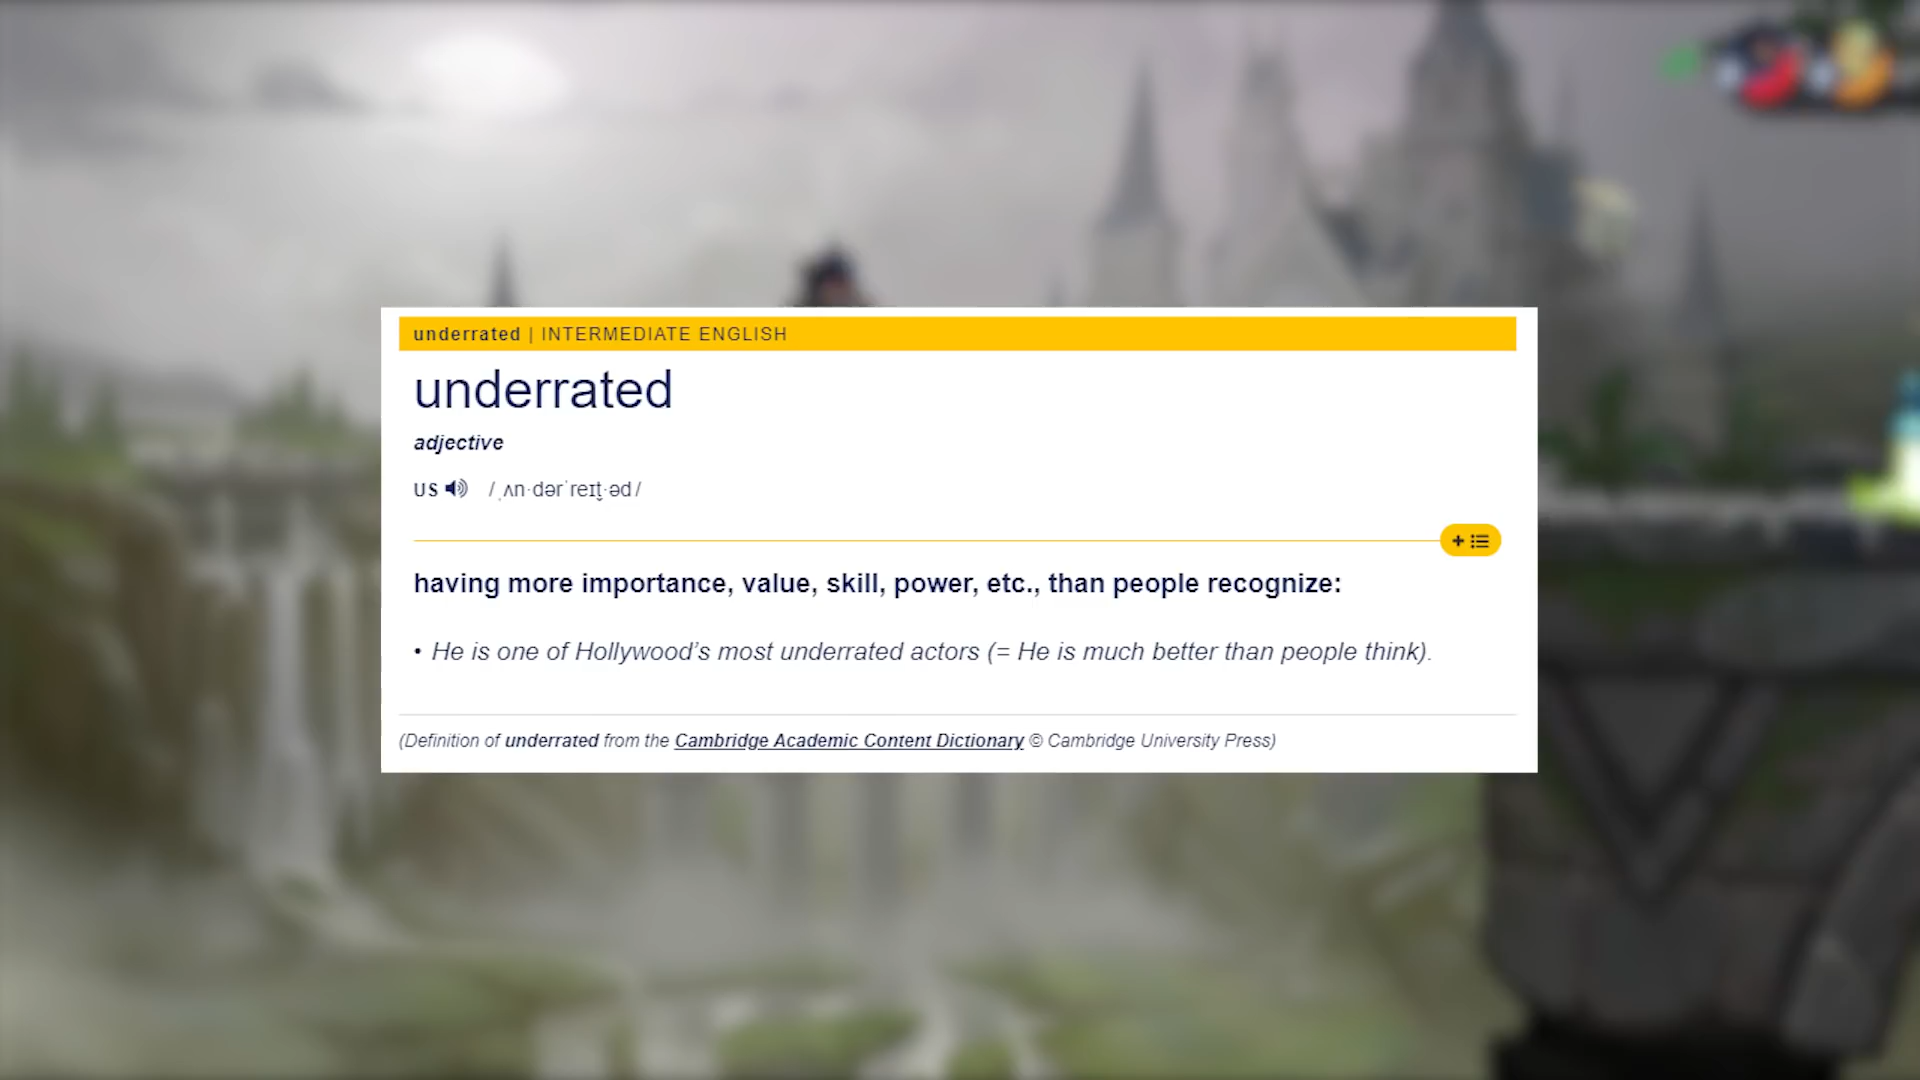 underrated | INTERMEDIATE ENGLISH
underrated
adjective
US /ˌʌn·dərˈreɪt̬·əd/
having more importance, value, skill, power, etc., than people recognize:
• He is one of Hollywood’s most underrated actors (= He is much better than people think).
(Definition of underrated from the Cambridge Academic Content Dictionary © Cambridge University Press)